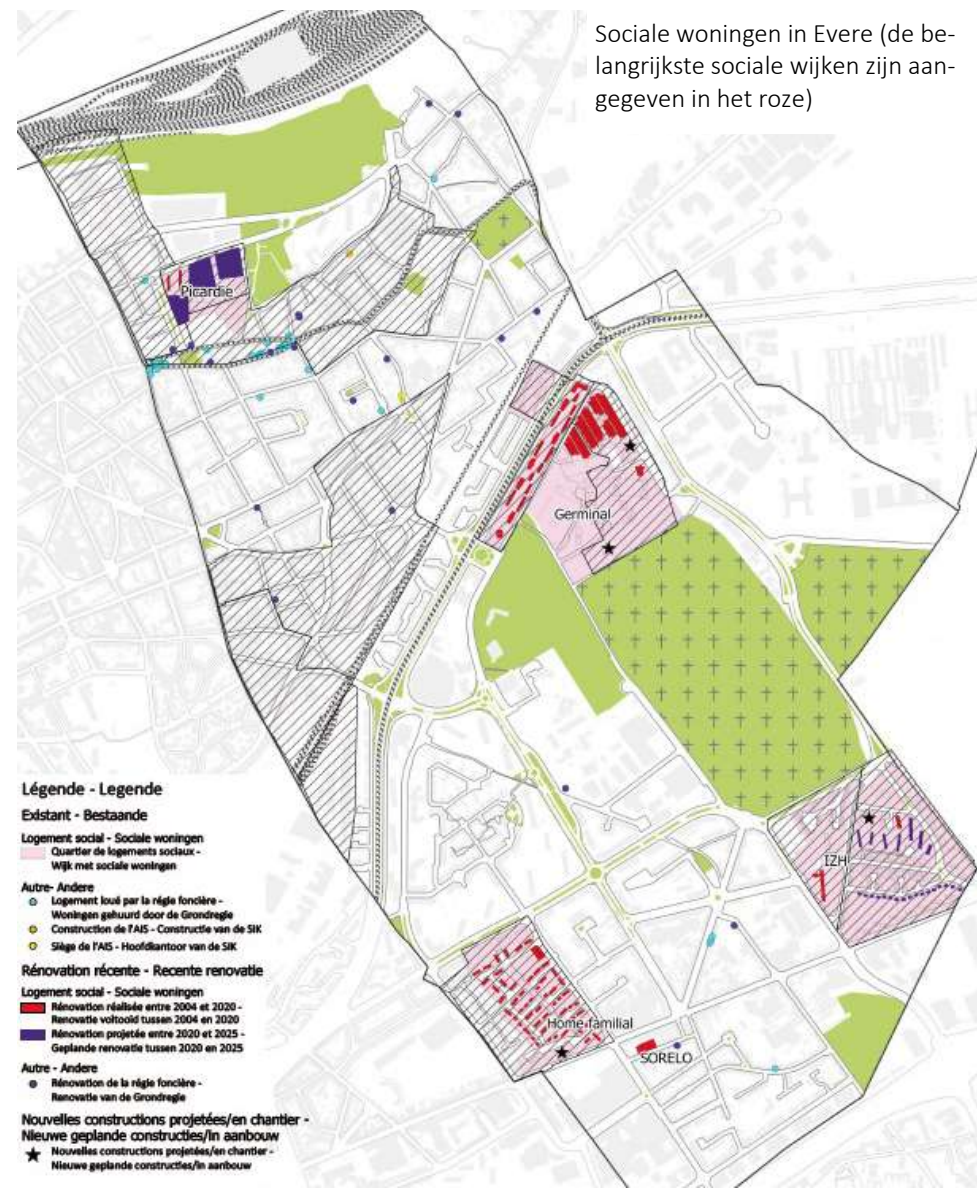 Sociale woningen in Evere (de be-
langrijkste sociale wijken zijn aan-
gegeven in het roze)
Picardie
Germinal
IZH
Home familial
SORELO
Légende - Legende
Existant - Bestaande
Logement social - Sociale woningen
Quartier de logements sociaux -
Wijk met sociale woningen
Autre- Andere
Logement loué par la régie foncière -
Woningen gehuurd door de Grondregie
Construction de l'AIS - Constructie van de SIK
Siège de l'AIS - Hoofdkantoor van de SIK
Rénovation récente - Recente renovatie
Logement social - Sociale woningen
Rénovation réalisée entre 2004 et 2020 -
Renovatie voltooid tussen 2004 en 2020
Rénovation projetée entre 2020 et 2025 -
Geplande renovatie tussen 2020 en 2025
Autre - Andere
Rénovation de la régie foncière -
Renovatie van de Grondregie
Nouvelles constructions projetées/en chantier -
Nieuwe geplande constructies/in aanbouw
Nouvelles constructions projetées/en chantier -
Nieuwe geplande constructies/in aanbouw